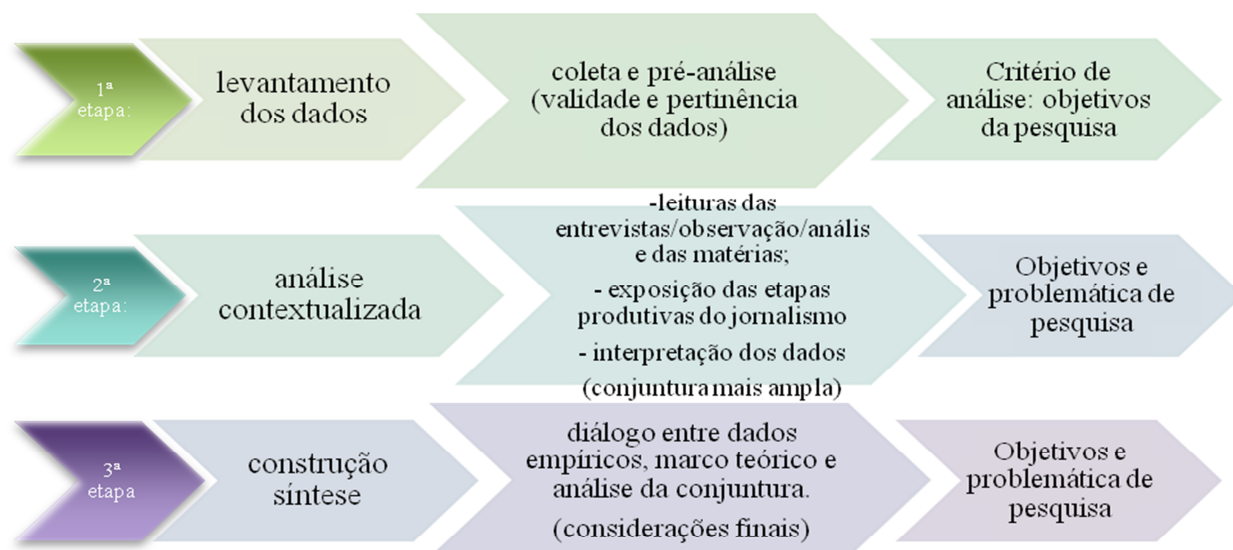 1ª
etapa:
levantamento
dos dados
coleta e pré-análise
(validade e pertinência
dos dados)
Critério de
análise: objetivos
da pesquisa
2ª
etapa:
análise
contextualizada
-leituras das
entrevistas/observação/anális
e das matérias;
- exposição das etapas
produtivas do jornalismo
- interpretação dos dados
(conjuntura mais ampla)
Objetivos e
problemática de
pesquisa
3ª
etapa
construção
síntese
diálogo entre dados
empíricos, marco teórico e
análise da conjuntura.
(considerações finais)
Objetivos e
problemática de
pesquisa